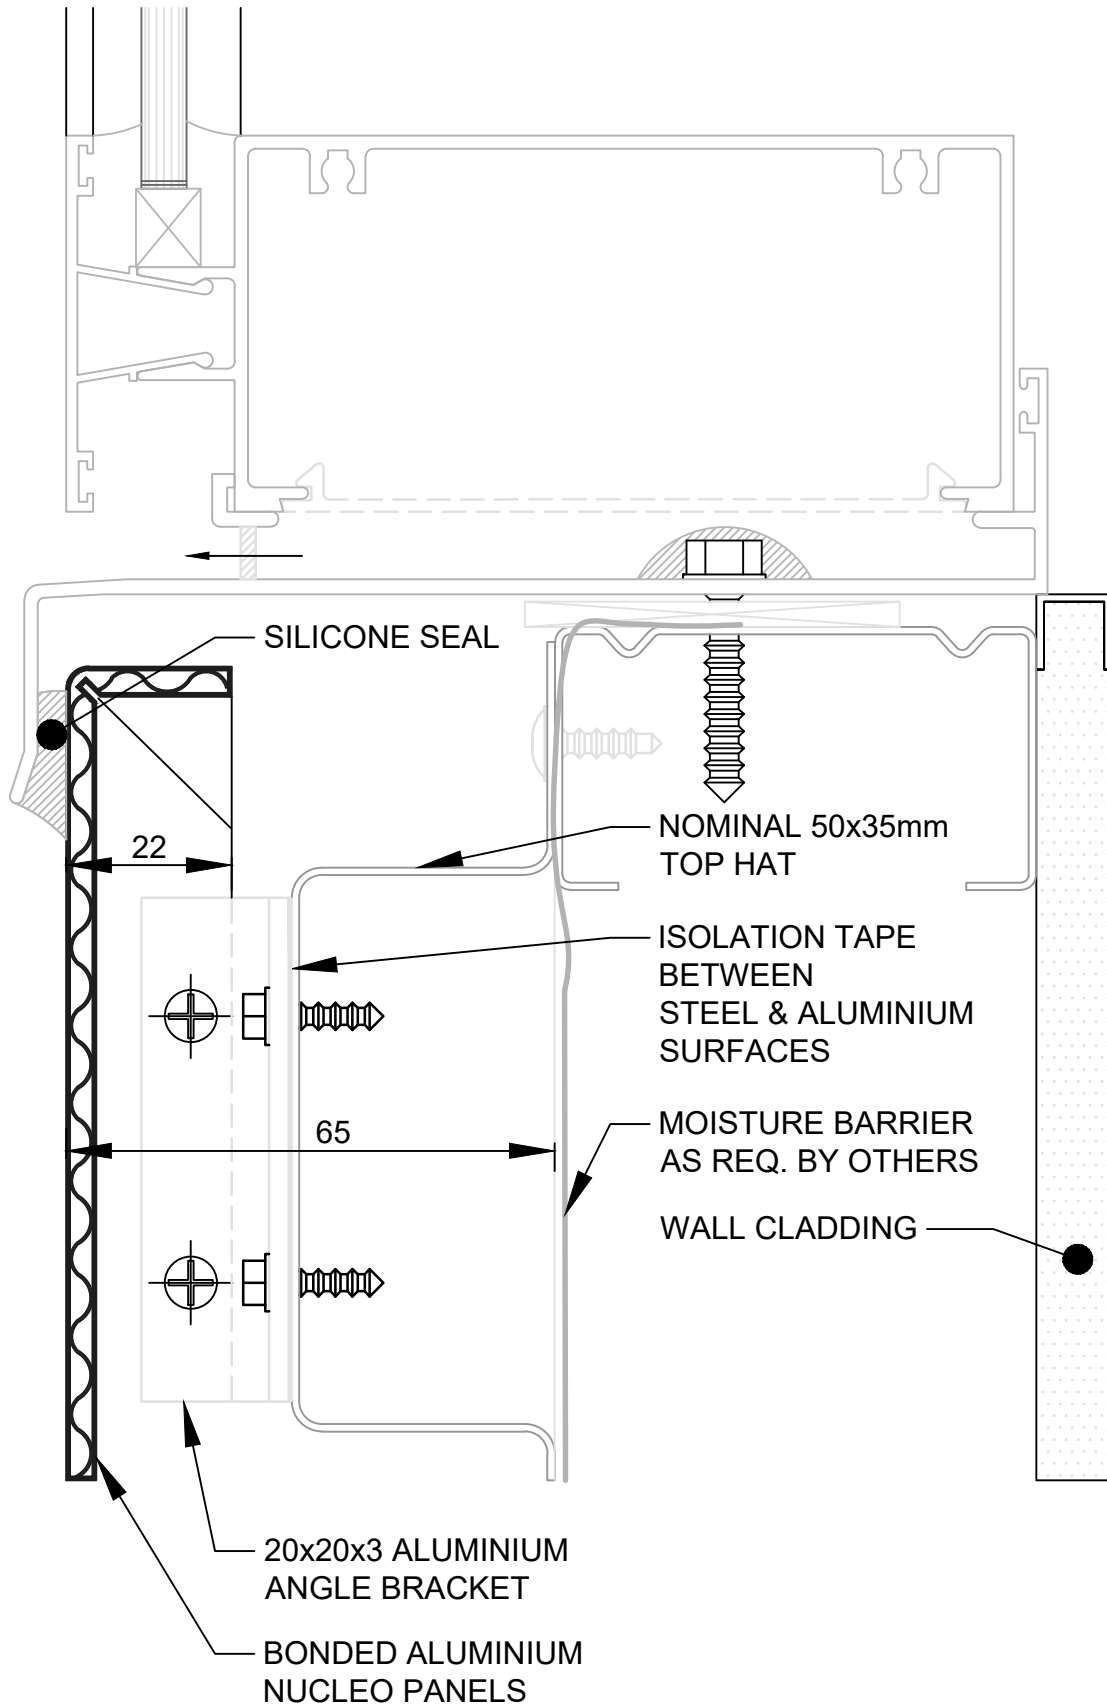 SILICONE SEAL
22
NOMINAL 50x35mm
TOP HAT
ISOLATION TAPE
BETWEEN
STEEL & ALUMINIUM
SURFACES
65
MOISTURE BARRIER
AS REQ. BY OTHERS
WALL CLADDING
20x20x3 ALUMINIUM
ANGLE BRACKET
BONDED ALUMINIUM
NUCLEO PANELS